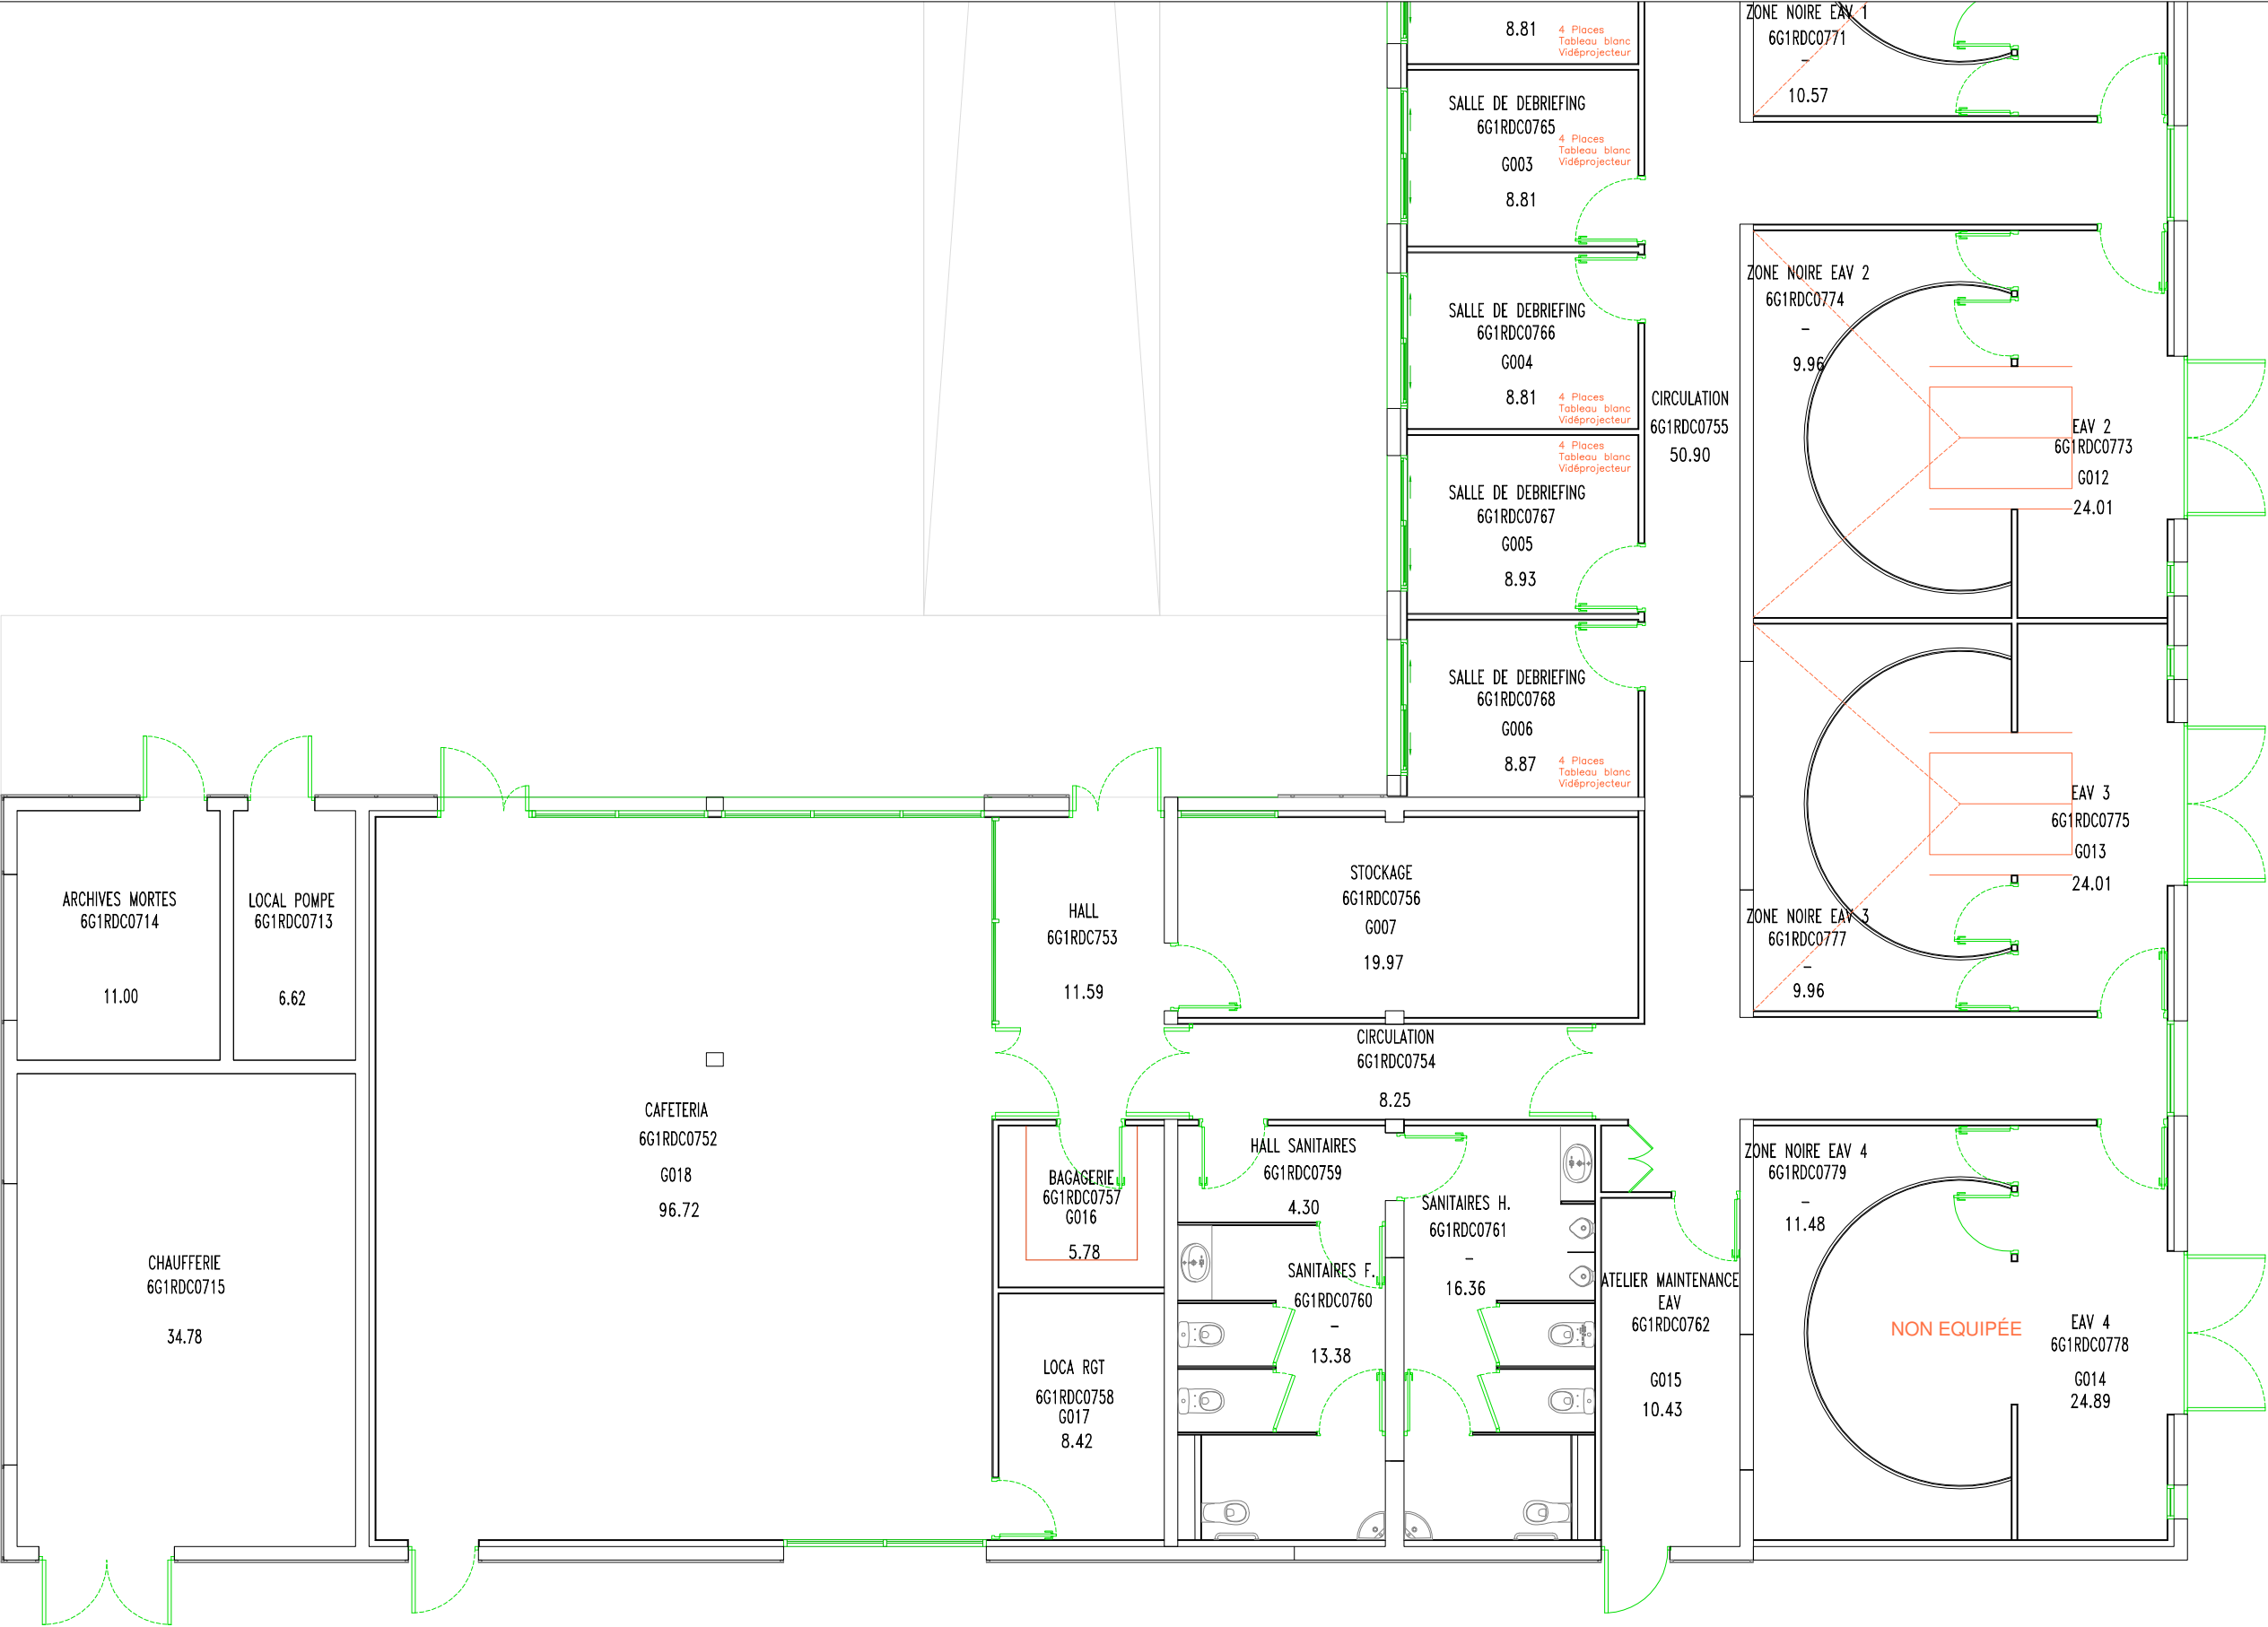 8.81
4 Places
Tableau blanc
Vidéprojecteur
ZONE NOIRE EAV 1
6G1RDC0771
-
10.57
SALLE DE DEBRIEFING
6G1RDC0765
G003
8.81
4 Places
Tableau blanc
Vidéprojecteur
SALLE DE DEBRIEFING
6G1RDC0766
G004
8.81
4 Places
Tableau blanc
Vidéprojecteur
SALLE DE DEBRIEFING
6G1RDC0767
G005
8.93
4 Places
Tableau blanc
Vidéprojecteur
SALLE DE DEBRIEFING
6G1RDC0768
G006
8.87
4 Places
Tableau blanc
Vidéprojecteur
CIRCULATION
6G1RDC0755
50.90
ZONE NOIRE EAV 2
6G1RDC0774
-
9.96
EAV 2
6G1RDC0773
G012
24.01
EAV 3
6G1RDC0775
G013
24.01
ZONE NOIRE EAV 3
6G1RDC0777
-
9.96
ARCHIVES MORTES
6G1RDC0714
11.00
LOCAL POMPE
6G1RDC0713
6.62
HALL
6G1RDC753
11.59
STOCKAGE
6G1RDC0756
G007
19.97
CIRCULATION
6G1RDC0754
8.25
CAFETERIA
6G1RDC0752
G018
96.72
CHAUFFERIE
6G1RDC0715
34.78
BAGAGERIE
6G1RDC0757
G016
5.78
LOCA RGT
6G1RDC0758
G017
8.42
HALL SANITAIRES
6G1RDC0759
4.30
SANITAIRES F.
6G1RDC0760
-
13.38
SANITAIRES H.
6G1RDC0761
-
16.36
ATELIER MAINTENANCE
EAV
6G1RDC0762
G015
10.43
ZONE NOIRE EAV 4
6G1RDC0779
-
11.48
NON EQUIPÉE
EAV 4
6G1RDC0778
G014
24.89